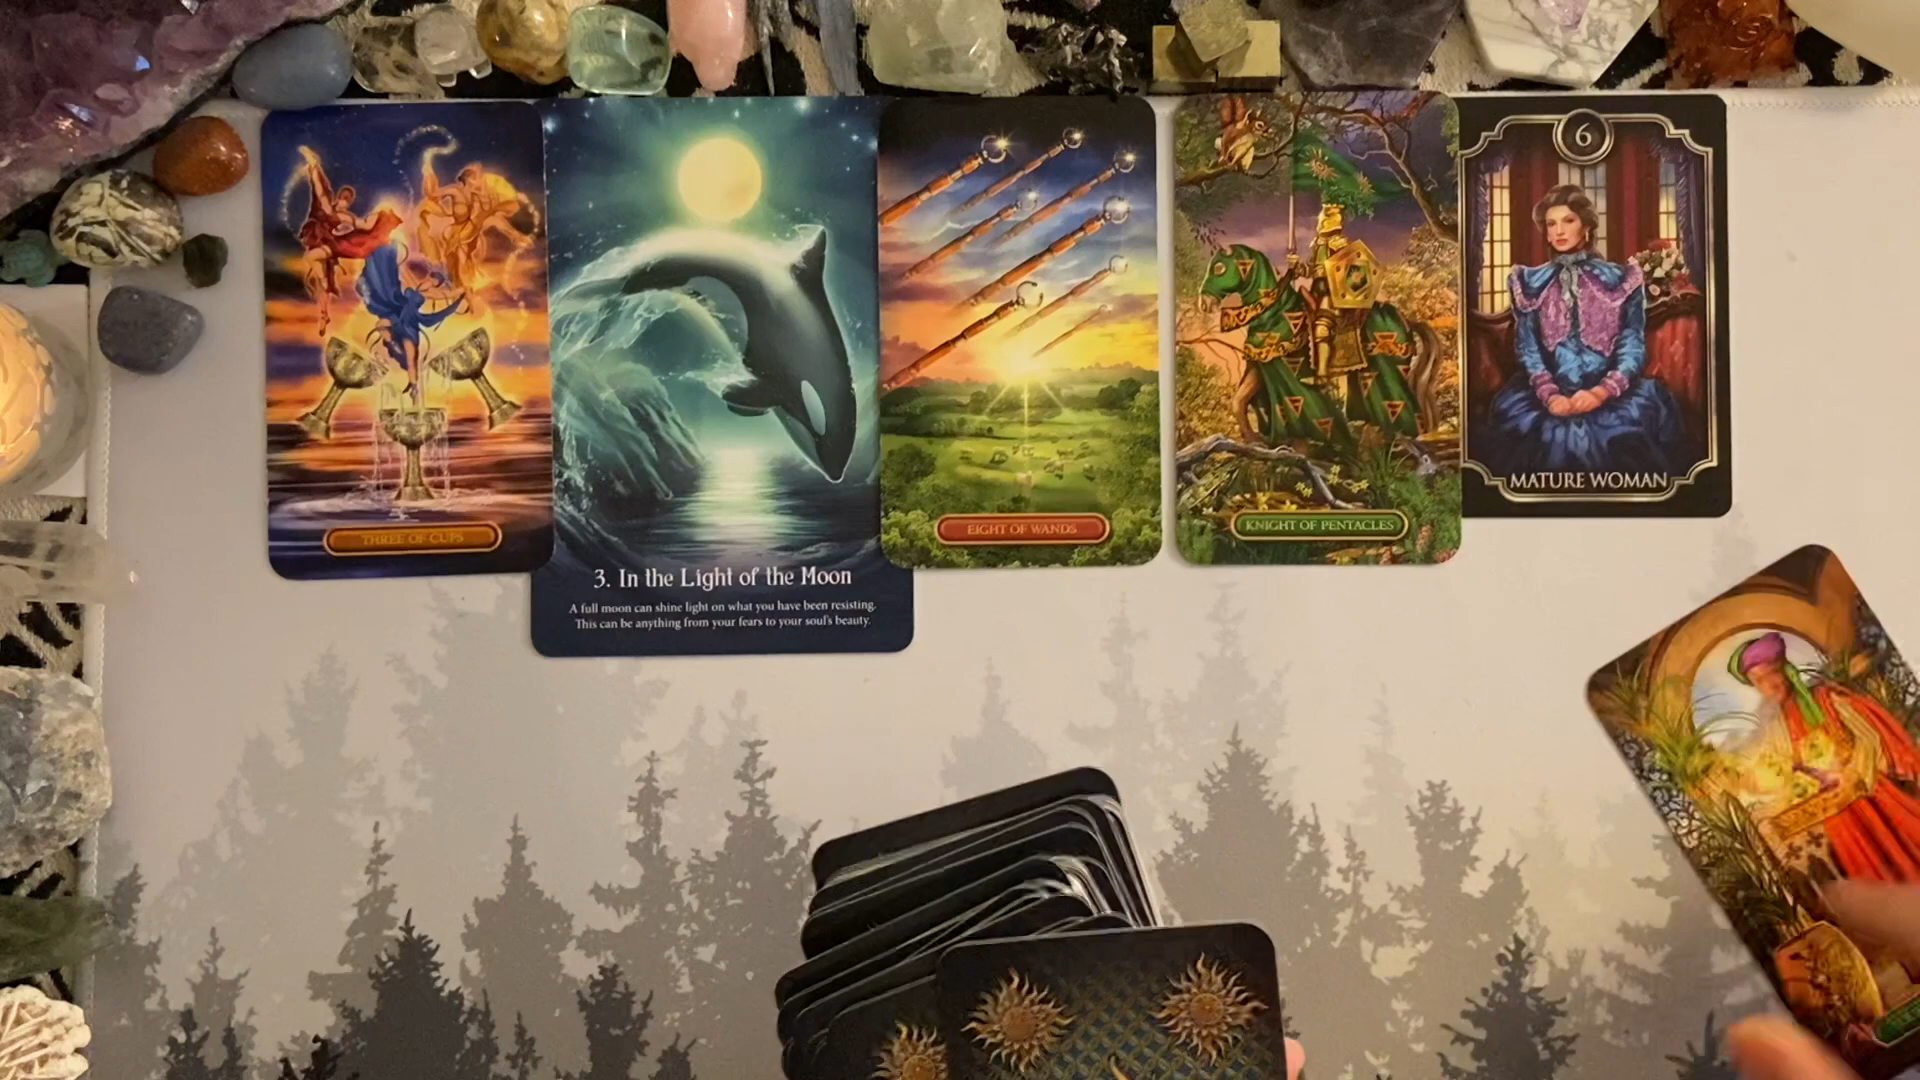 THREE OF CUPS
3. In the Light of the Moon
A full moon can shine light on what you have been resisting.
This can be anything from your fears to your soul's beauty.
EIGHT OF WANDS
KNIGHT OF PENTACLES
6
MATURE WOMAN